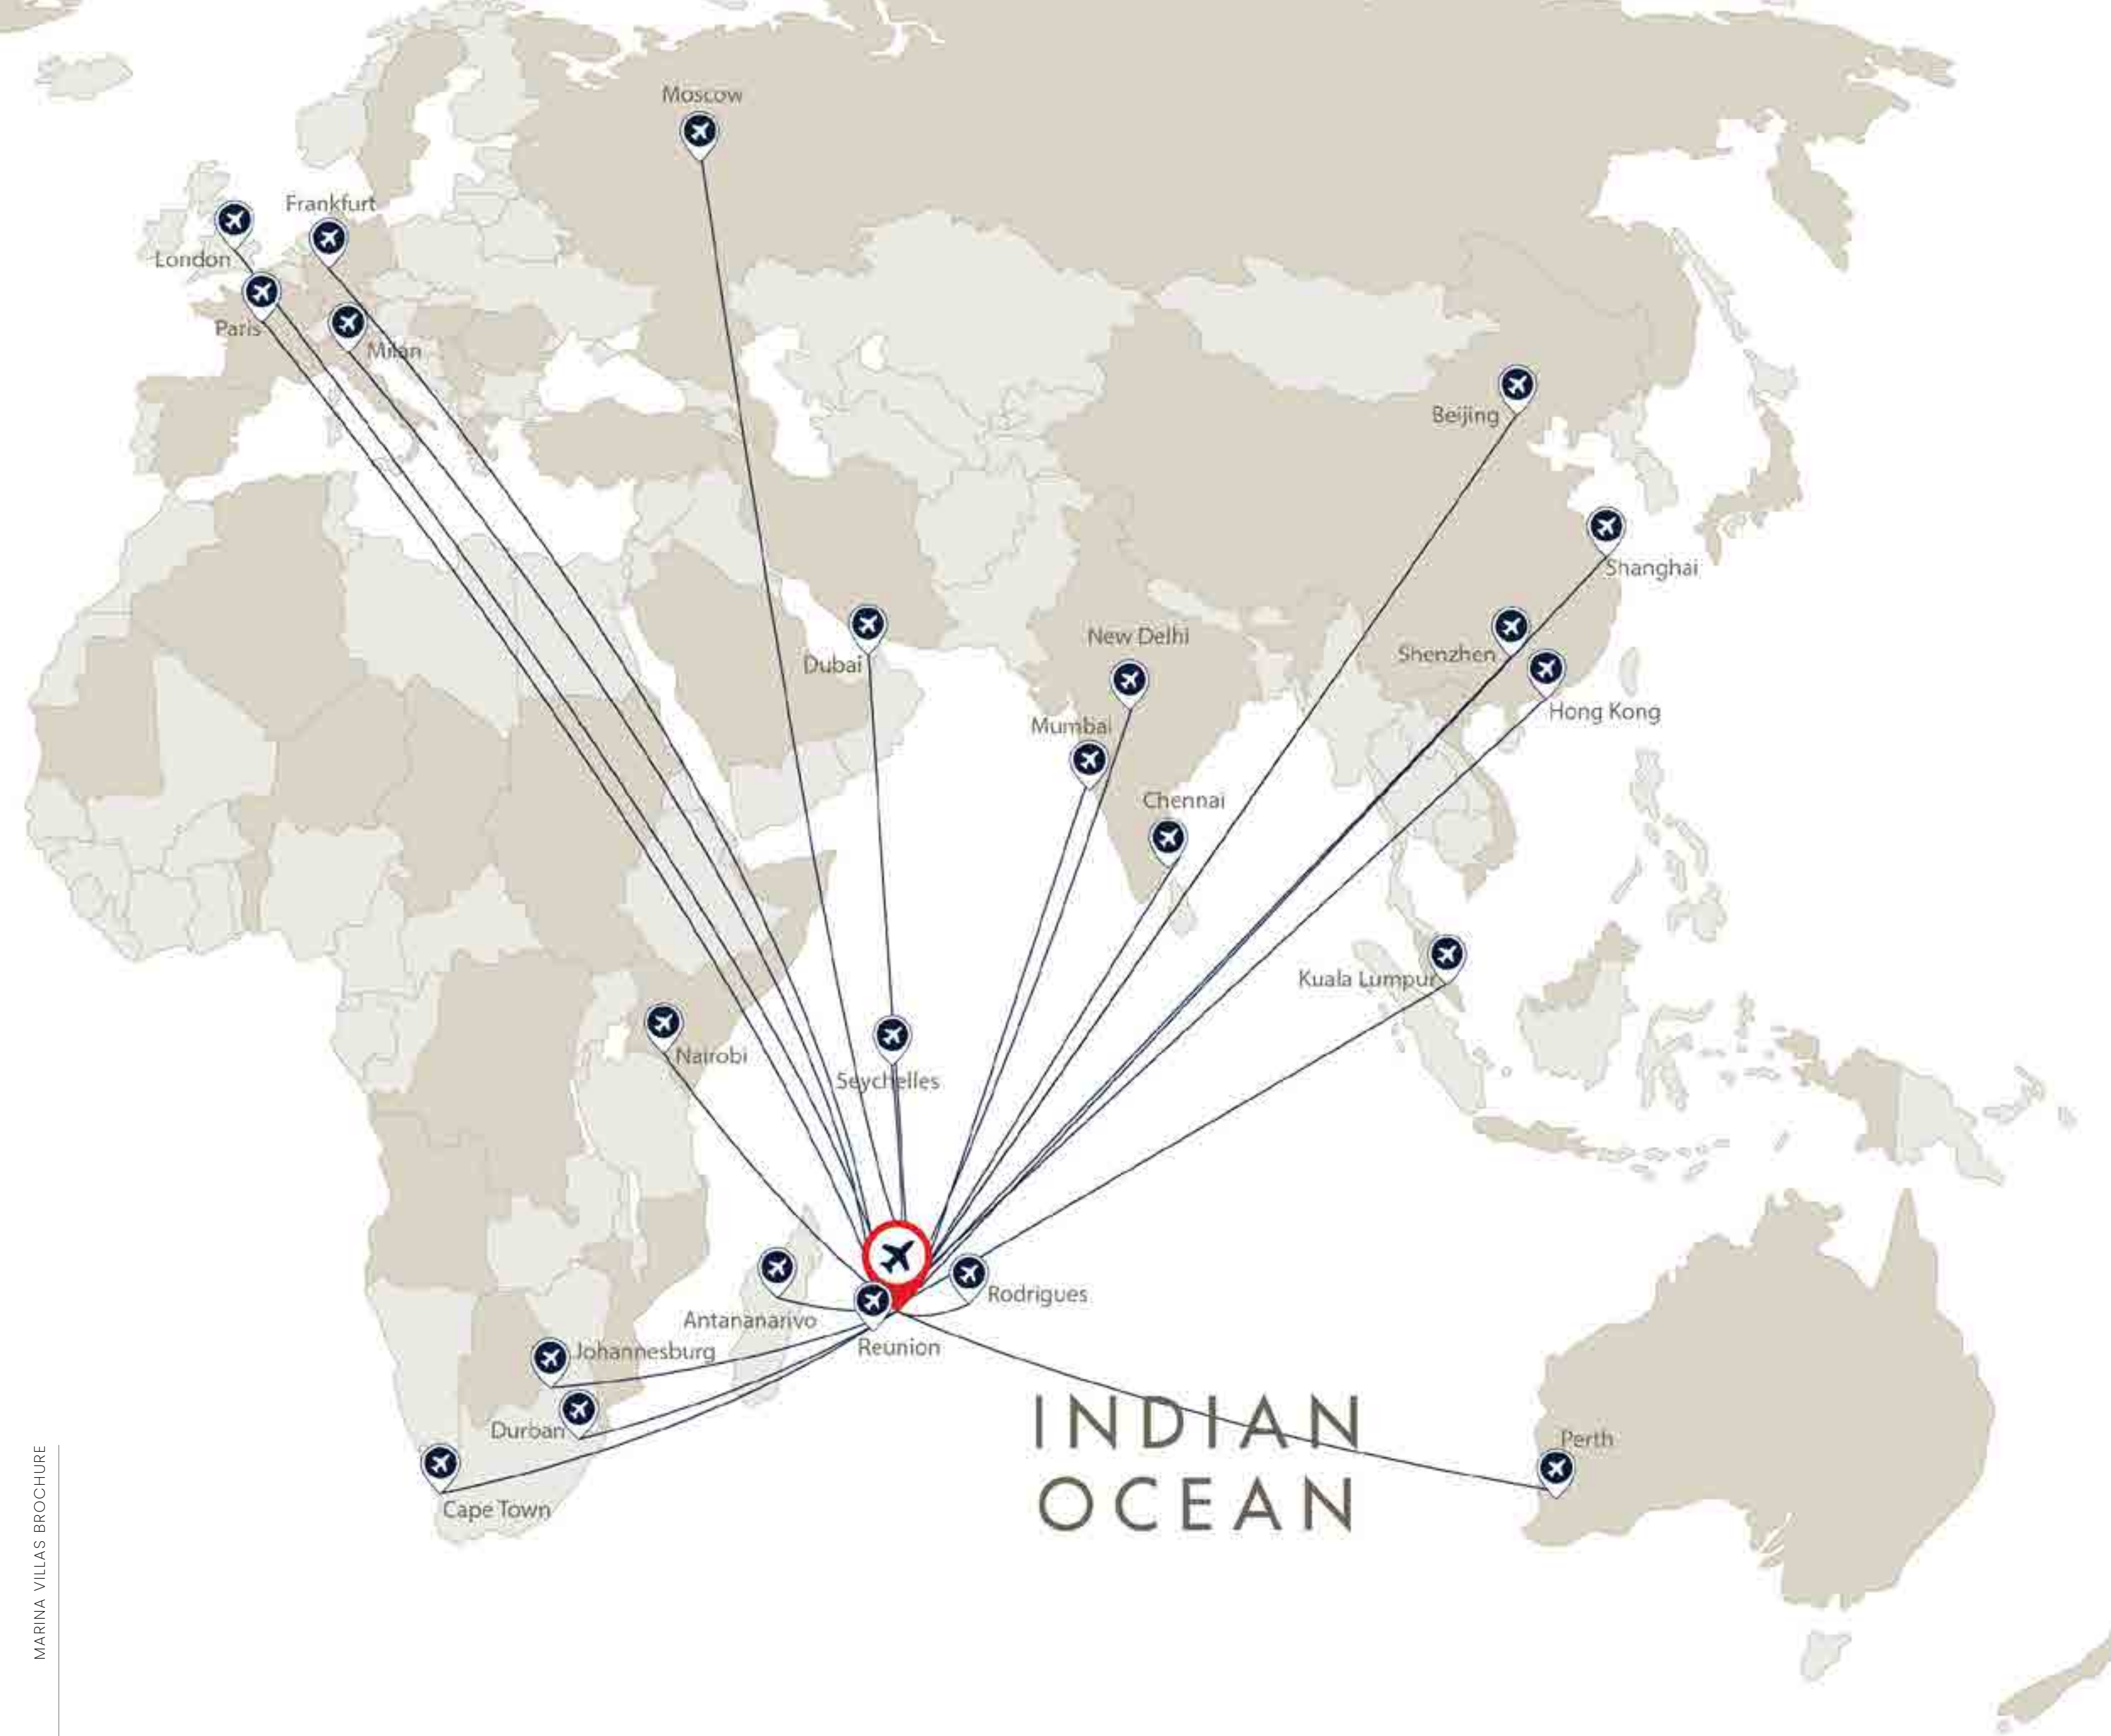 Moscow
Frankfurt
London
Paris
Milan
Beijing
Shanghai
New Delhi
Dubai
Shenzhen
Hong Kong
Mumbai
Chennai
Kuala Lumpur
Nairobi
Seychelles
Rodrigues
Antananarivo
Reunion
Johannesburg
INDIAN
OCEAN
Durban
Perth
Cape Town
MARINA VILLAS BROCHURE